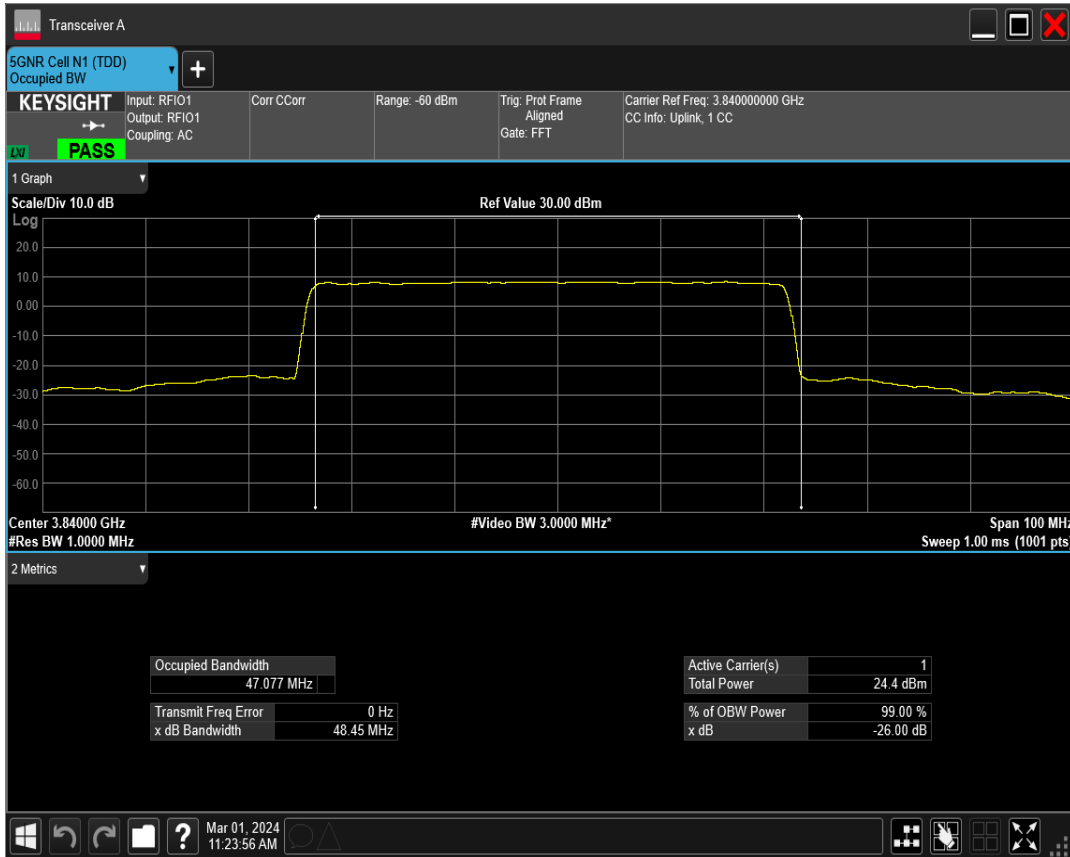 Transceiver A
5GNR Cell N1 (TDD)
Occupied BW
+
KEYSIGHT
LXI
PASS
Input: RFIO1
Output: RFIO1
Coupling: AC
Corr CCorr
Range: -60 dBm
Trig: Prot Frame
Aligned
Gate: FFT
Carrier Ref Freq: 3.840000000 GHz
CC Info: Uplink, 1 CC
1 Graph
Scale/Div 10.0 dB
Ref Value 30.00 dBm
Log
20.0
10.0
0.00
-10.0
-20.0
-30.0
-40.0
-50.0
-60.0
Center 3.84000 GHz
#Video BW 3.0000 MHz*
Span 100 MHz
#Res BW 1.0000 MHz
Sweep 1.00 ms (1001 pts)
2 Metrics
Occupied Bandwidth
47.077 MHz
Transmit Freq Error 0 Hz
x dB Bandwidth 48.45 MHz
Active Carrier(s) 1
Total Power 24.4 dBm
% of OBW Power 99.00 %
x dB -26.00 dB
?
Mar 01, 2024
11:23:56 AM